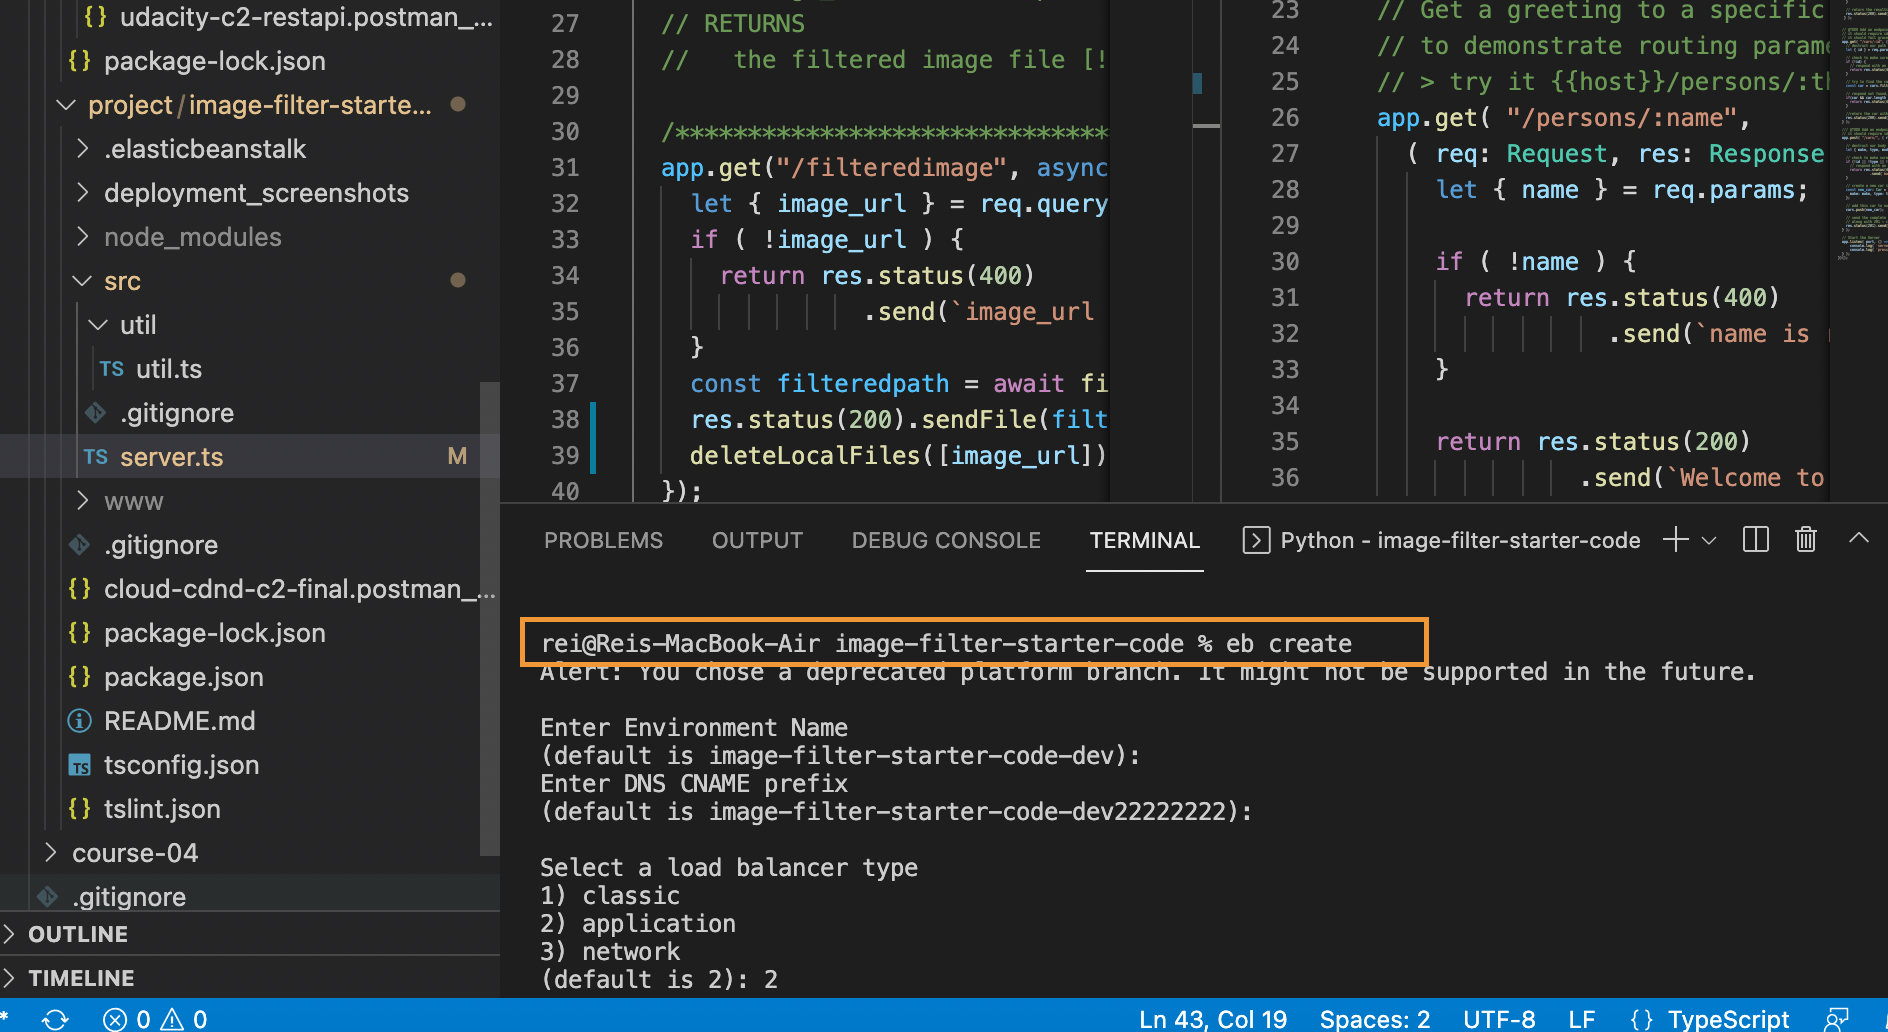 {} udacity-c2-restapi.postman_...
{} package-lock.json
project/image-filter-starte...
.elasticbeanstalk
deployment_screenshots
node_modules
src
util
TS util.ts
.gitignore
TS server.ts M
www
.gitignore
{} cloud-cdnd-c2-final.postman_...
{} package-lock.json
{} package.json
README.md
TS tsconfig.json
{} tslint.json
course-04
.gitignore
OUTLINE
TIMELINE
27 // RETURNS
28 //   the filtered image file [!
29
30 /******************************
31 app.get("/filteredimage", async
32 let { image_url } = req.query
33 if ( !image_url ) {
34 return res.status(400)
35 .send(`image_url
36 }
37 const filteredpath = await fi
38 res.status(200).sendFile(filt
39 deleteLocalFiles([image_url])
40 });
23 // Get a greeting to a specific
24 // to demonstrate routing parame
25 // > try it {{host}}/persons/:th
26 app.get( "/persons/:name",
27 ( req: Request, res: Response
28 let { name } = req.params;
29
30 if ( !name ) {
31 return res.status(400)
32 .send(`name is
33 }
34
35 return res.status(200)
36 .send(`Welcome to
PROBLEMS OUTPUT DEBUG CONSOLE TERMINAL Python - image-filter-starter-code
rei@Reis-MacBook-Air image-filter-starter-code % eb create
Alert: You chose a deprecated platform branch. It might not be supported in the future.
Enter Environment Name
(default is image-filter-starter-code-dev):
Enter DNS CNAME prefix
(default is image-filter-starter-code-dev22222222):
Select a load balancer type
1) classic
2) application
3) network
(default is 2): 2
* 0 0 Ln 43, Col 19 Spaces: 2 UTF-8 LF {} TypeScript